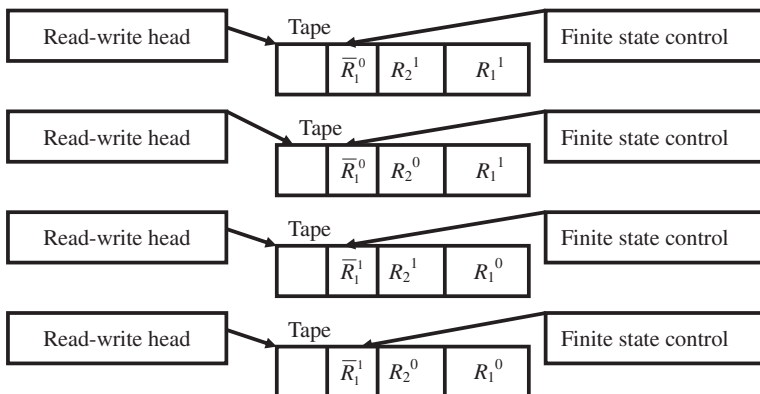 Tape
Read-write head Finite state control
R̅₁⁰ R₂¹ R₁¹
Tape
Read-write head Finite state control
R̅₁⁰ R₂⁰ R₁¹
Tape
Read-write head Finite state control
R̅₁¹ R₂¹ R₁⁰
Tape
Read-write head Finite state control
R̅₁¹ R₂⁰ R₁⁰